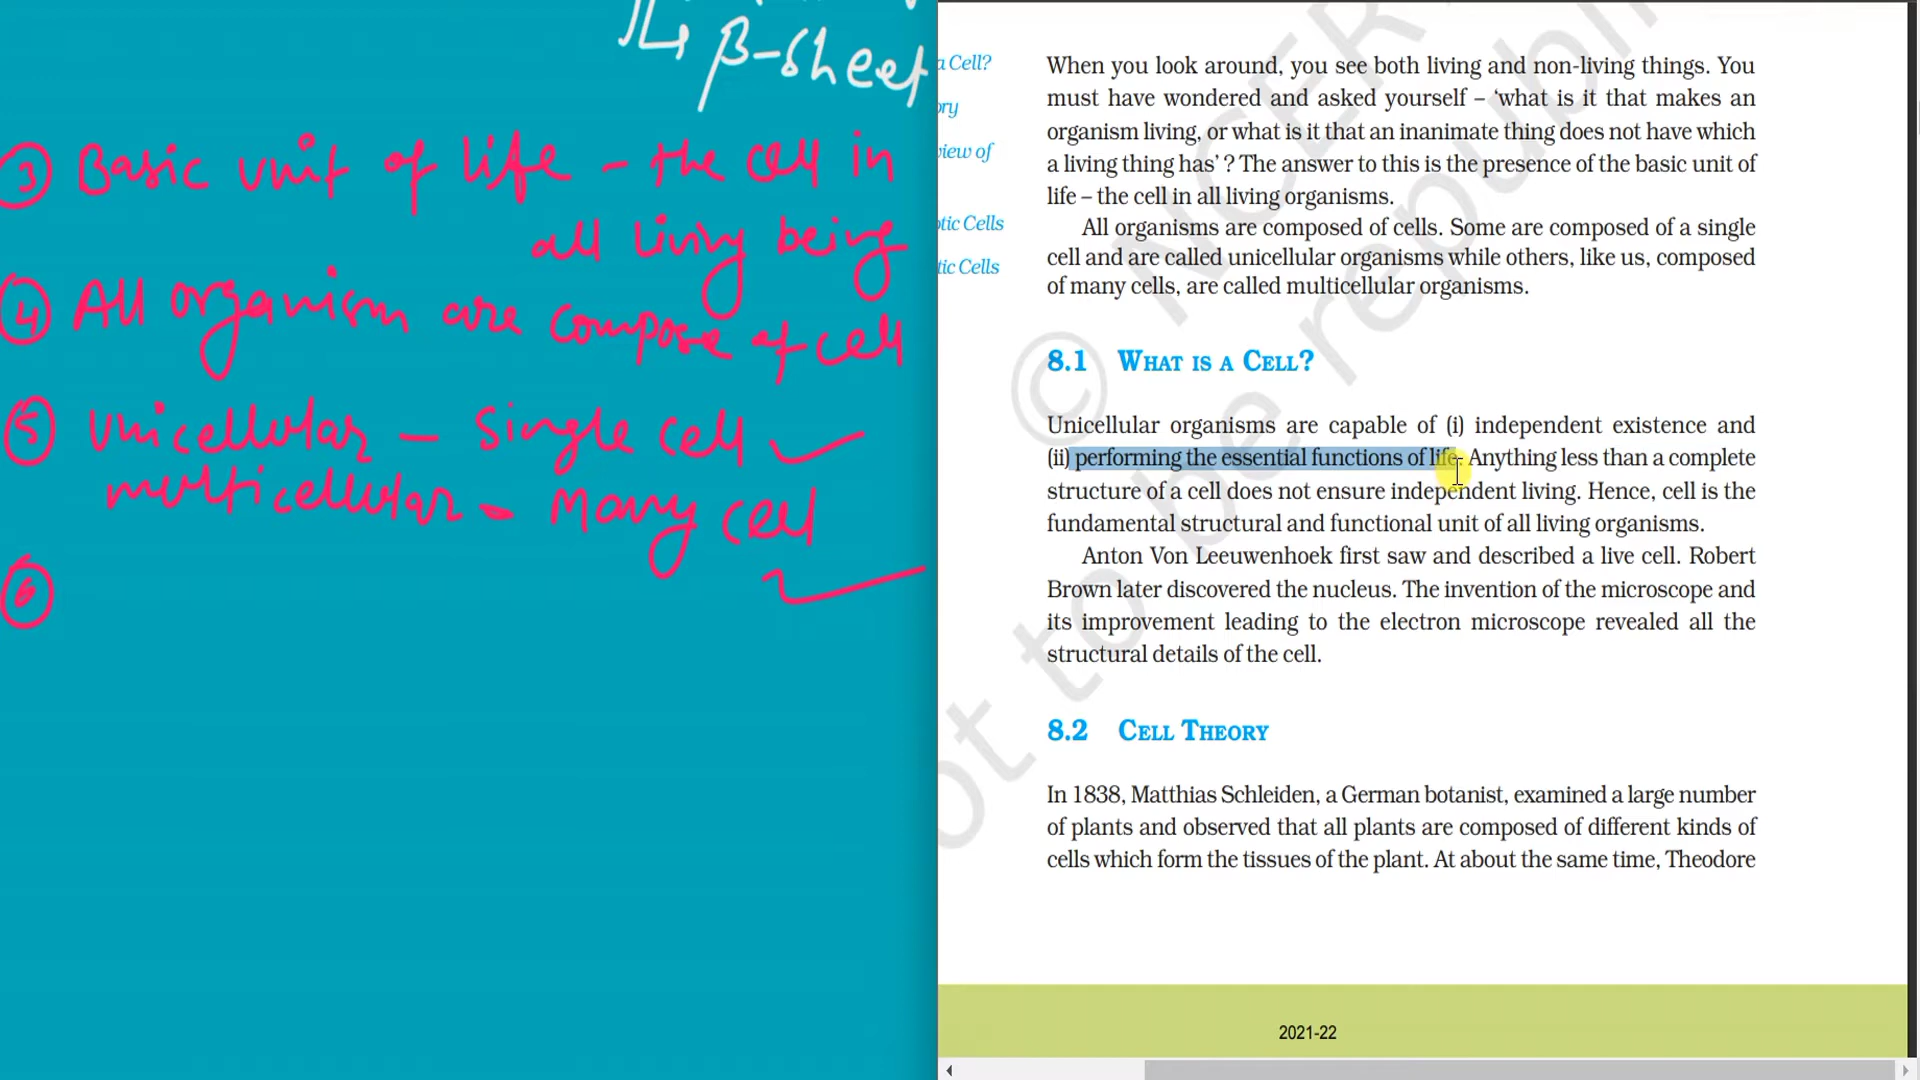 β-sheet
③ Basic unit of life - the cell in
all living being
④ All organism are compose of cell
⑤ Unicellular - Single cell
multicellular - Many cell
⑥
a Cell?
ory
view of
otic Cells
tic Cells
When you look around, you see both living and non-living things. You
must have wondered and asked yourself – ‘what is it that makes an
organism living, or what is it that an inanimate thing does not have which
a living thing has’ ? The answer to this is the presence of the basic unit of
life – the cell in all living organisms.
All organisms are composed of cells. Some are composed of a single
cell and are called unicellular organisms while others, like us, composed
of many cells, are called multicellular organisms.
8.1 What is a Cell?
Unicellular organisms are capable of (i) independent existence and
(ii) performing the essential functions of life. Anything less than a complete
structure of a cell does not ensure independent living. Hence, cell is the
fundamental structural and functional unit of all living organisms.
Anton Von Leeuwenhoek first saw and described a live cell. Robert
Brown later discovered the nucleus. The invention of the microscope and
its improvement leading to the electron microscope revealed all the
structural details of the cell.
8.2 Cell Theory
In 1838, Matthias Schleiden, a German botanist, examined a large number
of plants and observed that all plants are composed of different kinds of
cells which form the tissues of the plant. At about the same time, Theodore
2021-22
© NCER
ot to be republi